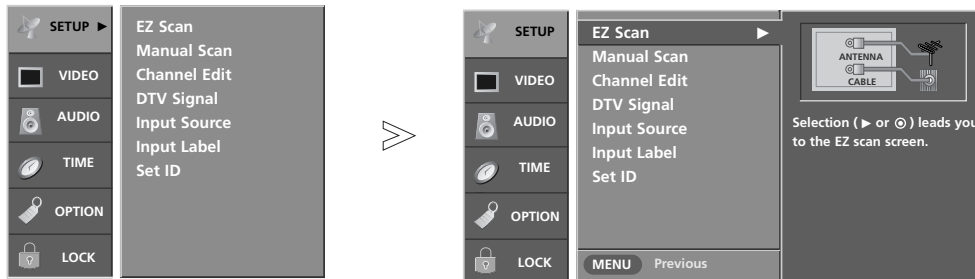 SETUP ►
VIDEO
AUDIO
TIME
OPTION
LOCK
EZ Scan
Manual Scan
Channel Edit
DTV Signal
Input Source
Input Label
Set ID
SETUP
VIDEO
AUDIO
TIME
OPTION
LOCK
EZ Scan ►
Manual Scan
Channel Edit
DTV Signal
Input Source
Input Label
Set ID
MENU Previous
ANTENNA
CABLE
Selection ( ► or ⊙ ) leads you
to the EZ scan screen.